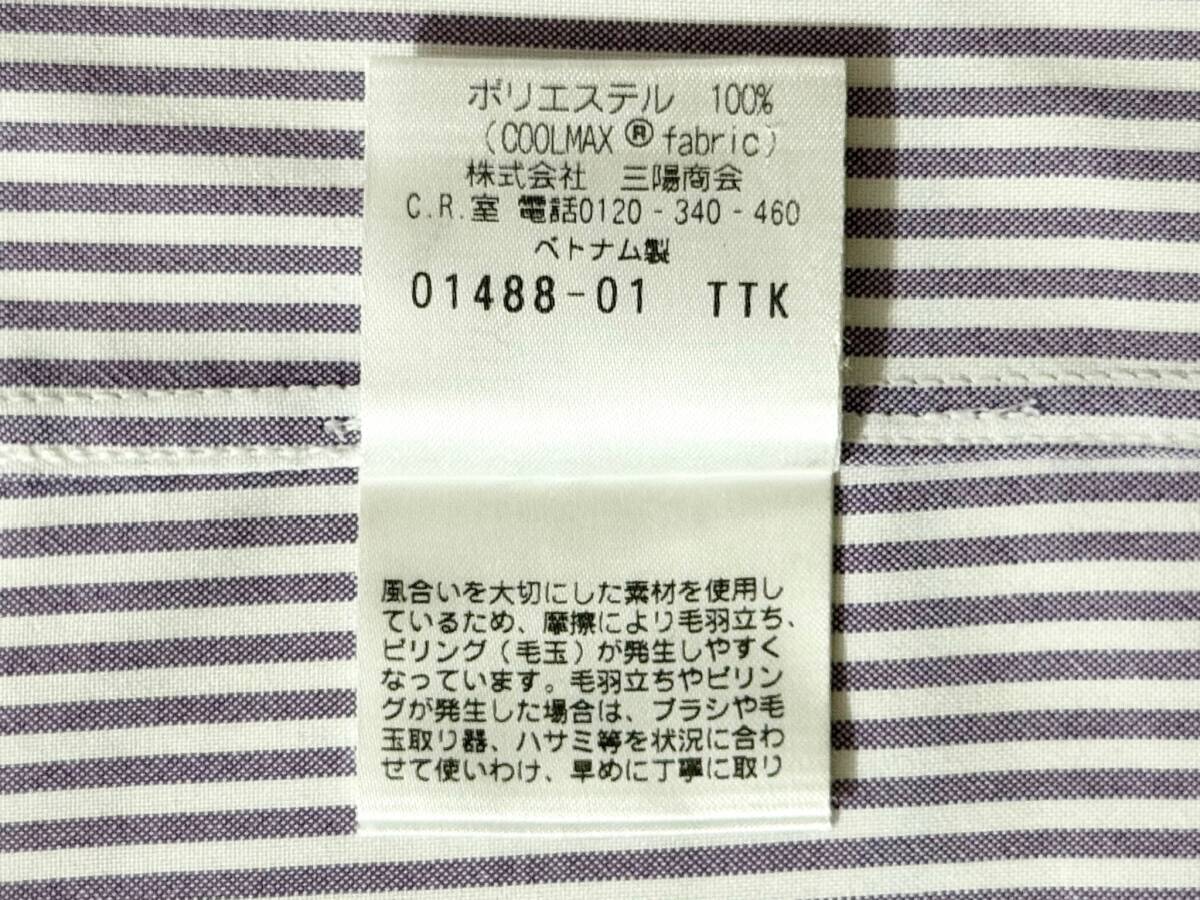 ポリエステル 100%
(COOLMAX ® fabric)
株式会社 三陽商会
C.R.室 電話0120-340-460
ベトナム製
01488-01 TTK
風合いを大切にした素材を使用し
ているため、摩擦により毛羽立ち、
ピリング(毛玉)が発生しやすく
なっています。毛羽立ちやピリン
グが発生した場合は、ブラシや毛
玉取り器、ハサミ等を状況に合わ
せて使いわけ、早めに丁寧に取り